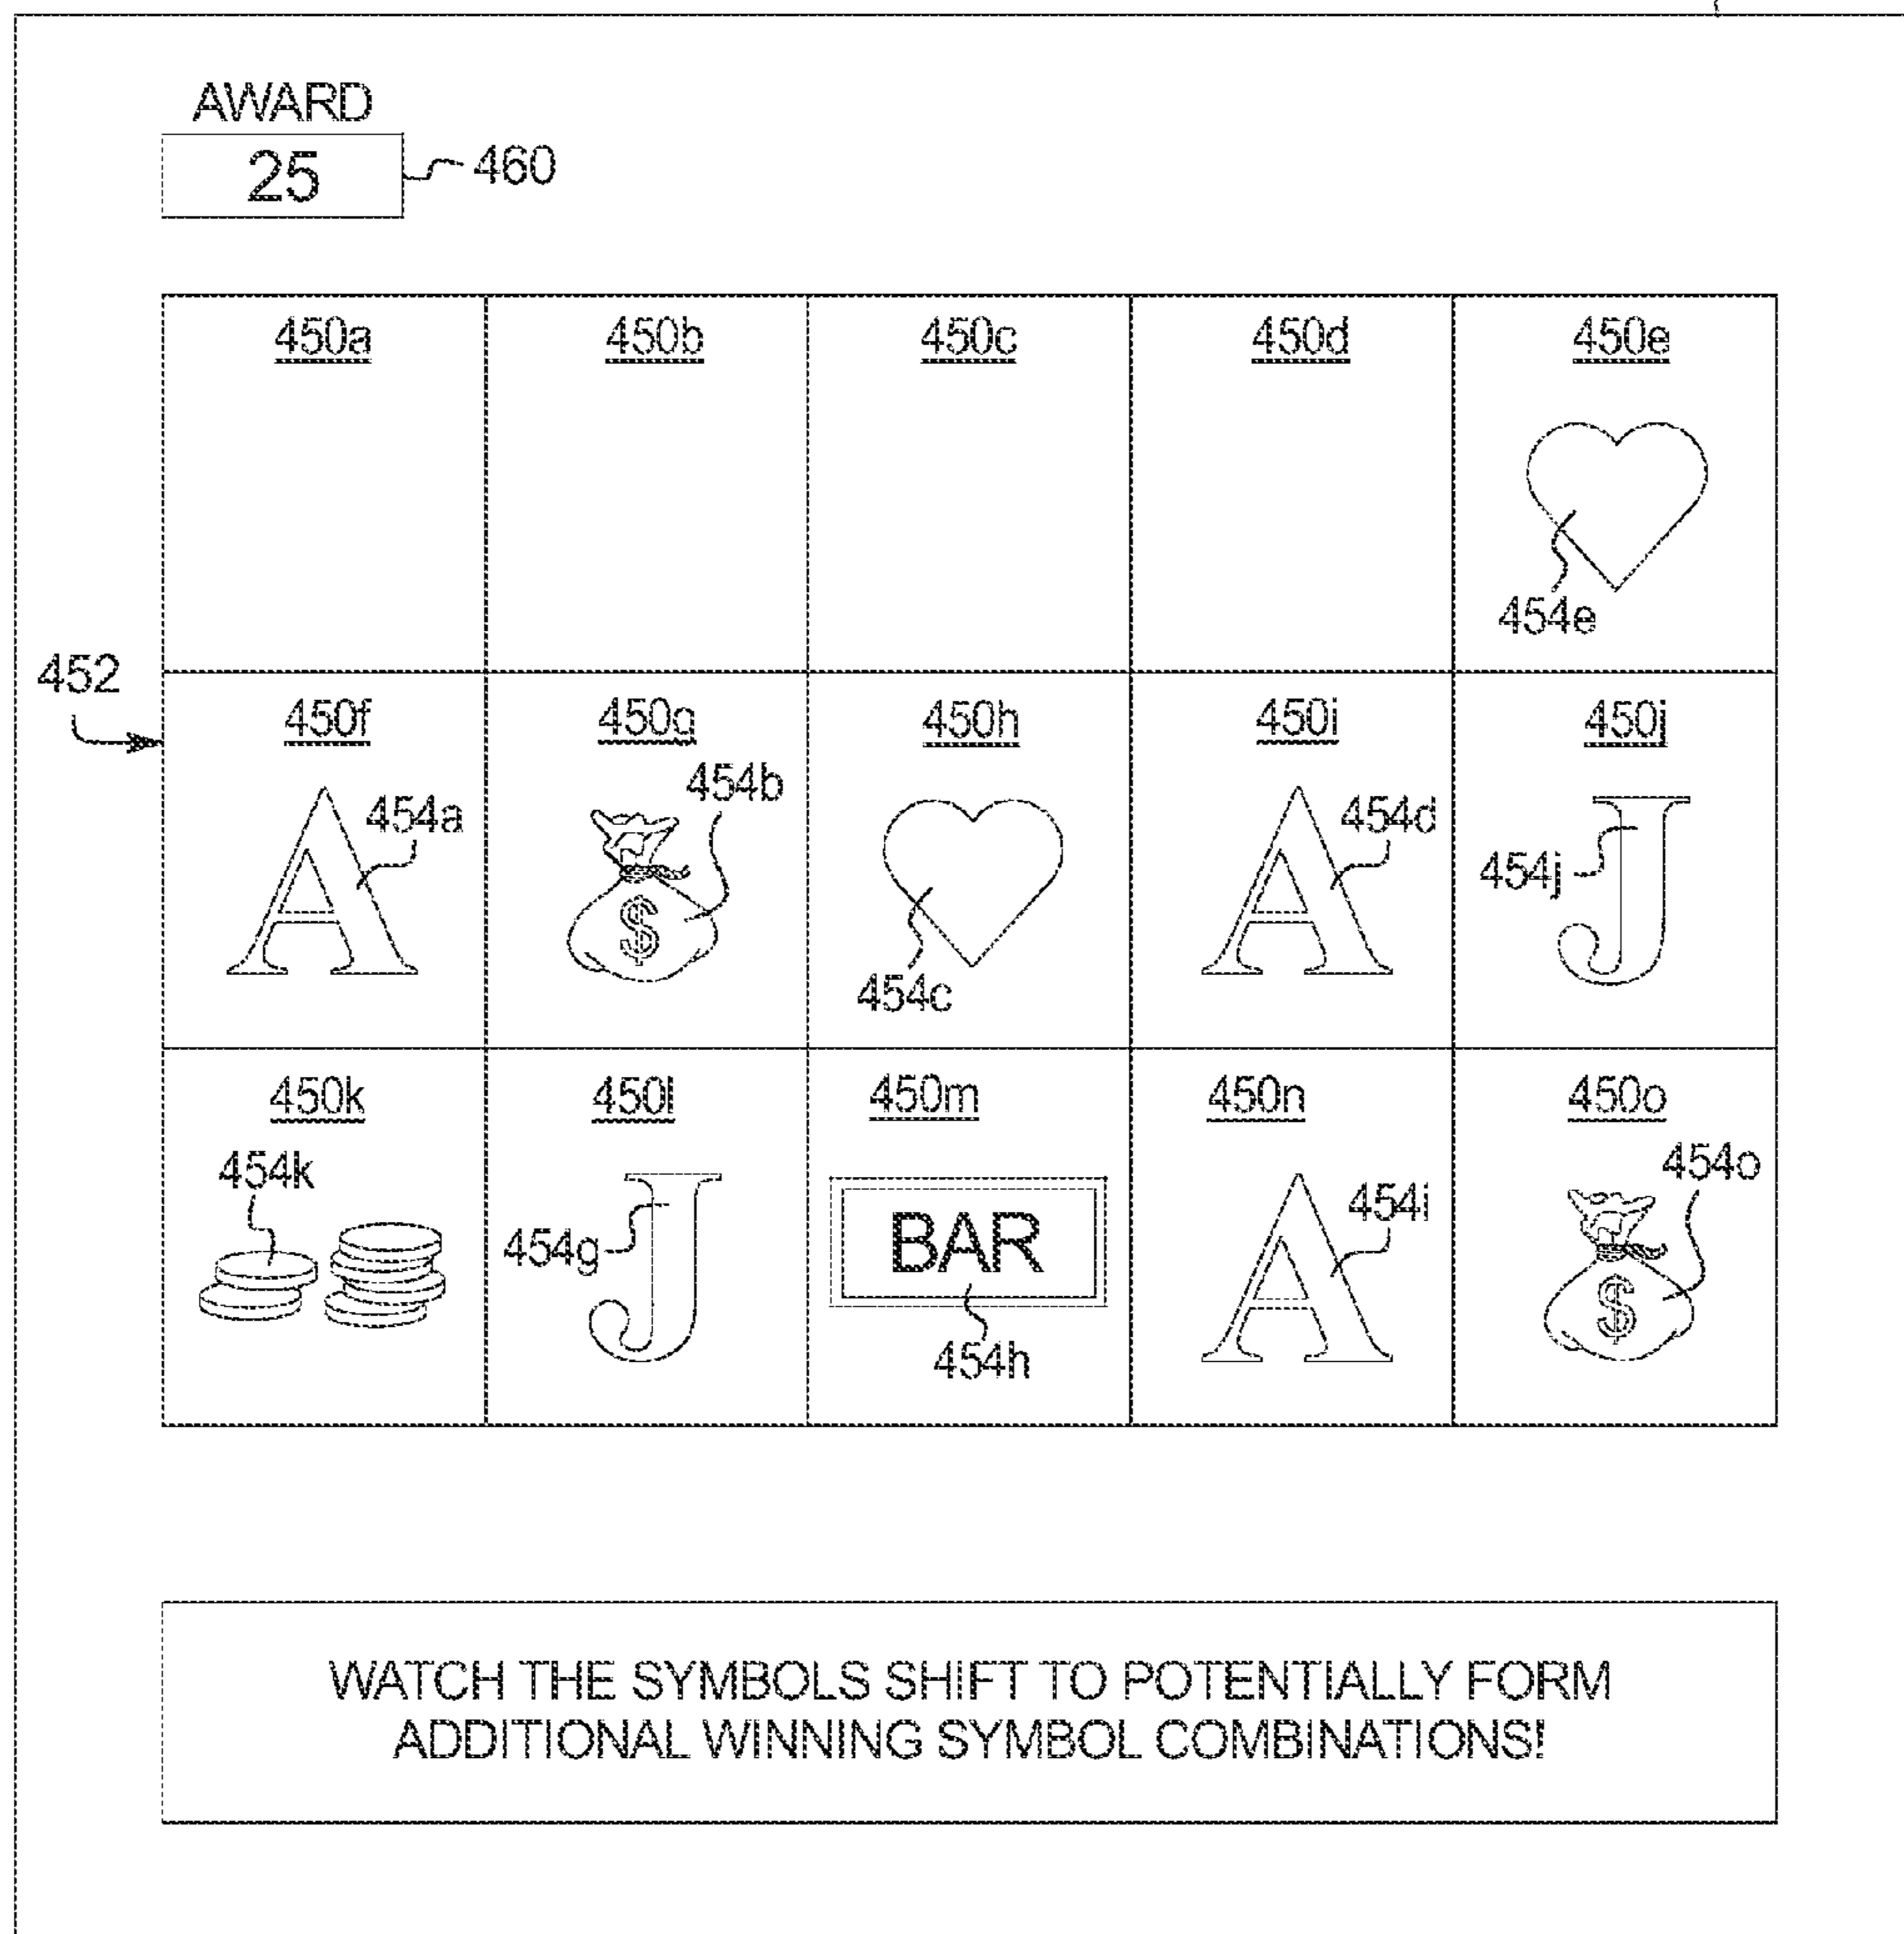 AWARD
25 460
450a 450b 450c 450d 450e
454e
452
450f 450g 450h 450i 450j
454a 454b 454c 454d 454j
450k 450l 450m 450n 450o
454k 454g BAR 454i 454o
454h
WATCH THE SYMBOLS SHIFT TO POTENTIALLY FORM
ADDITIONAL WINNING SYMBOL COMBINATIONS!